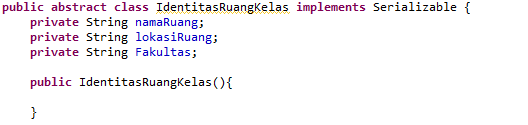 public abstract class IdentitasRuangKelas implements Serializable {
private String namaRuang;
private String lokasiRuang;
private String Fakultas;
public IdentitasRuangKelas(){
}